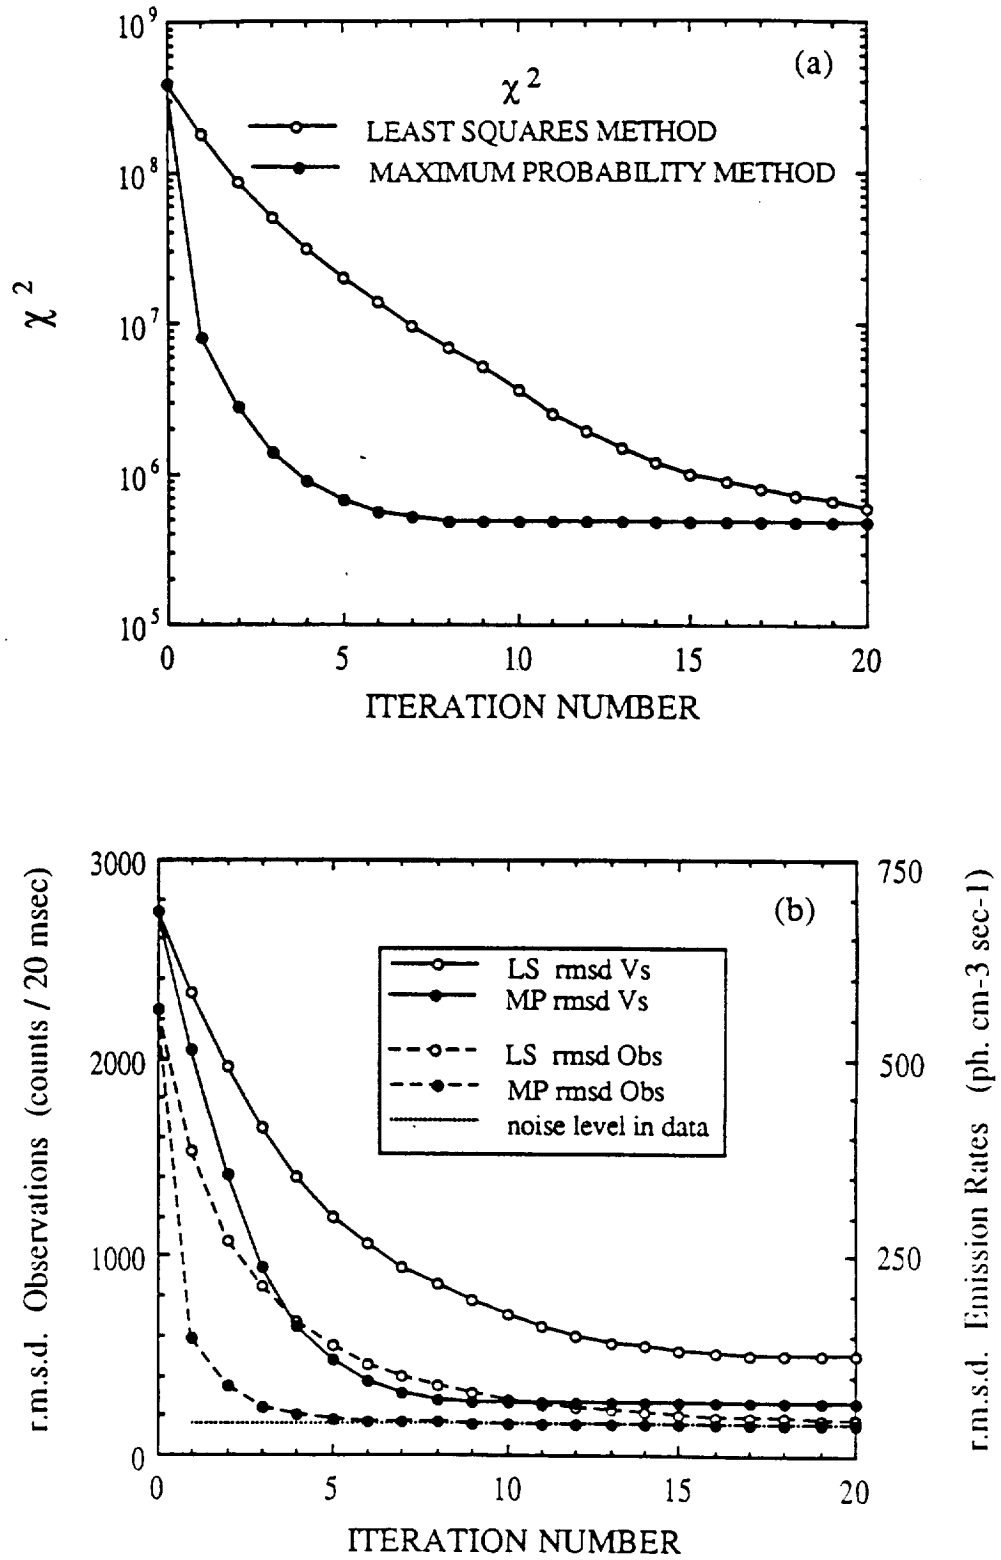 10⁹
(a)
χ 2
LEAST SQUARES METHOD
10⁸
MAXIMUM PROBABILITY METHOD
χ 2
10⁷
10⁶
10⁵
0 5 10 15 20
ITERATION NUMBER
3000
750
(b)
LS rmsd Vs
MP rmsd Vs
LS rmsd Obs
MP rmsd Obs
noise level in data
2000
500
1000
250
0
0 5 10 15 20
ITERATION NUMBER
r.m.s.d. Observations (counts / 20 msec)
r.m.s.d. Emission Rates (ph. cm-3 sec-1)